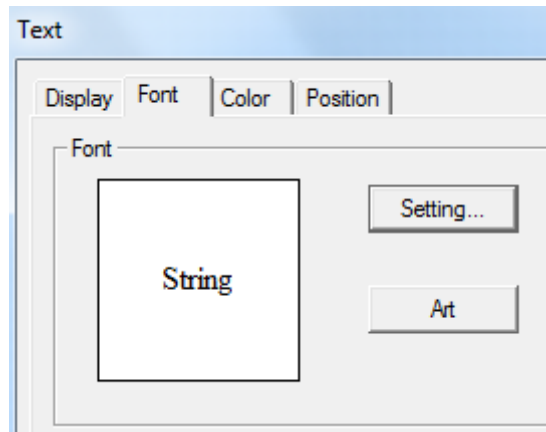 Text
Display Font Color Position
Font
Setting...
String
Art